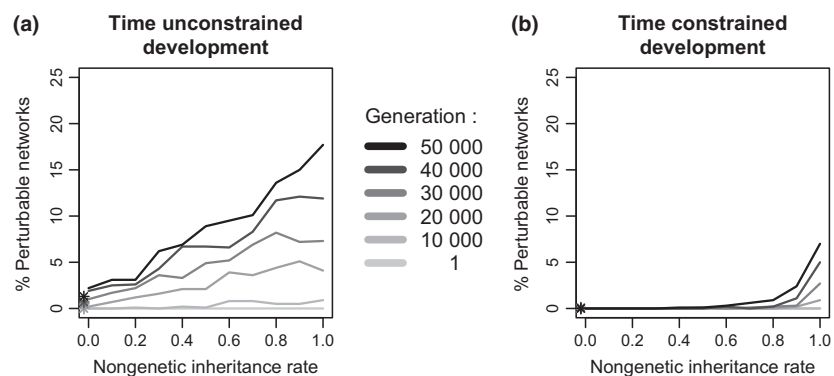 (a)
Time unconstrained
development
% Perturbable networks
25
20
15
10
5
0
0.0 0.2 0.4 0.6 0.8 1.0
Nongenetic inheritance rate
Generation :
50 000
40 000
30 000
20 000
10 000
1
(b)
Time constrained
development
% Perturbable networks
25
20
15
10
5
0
0.0 0.2 0.4 0.6 0.8 1.0
Nongenetic inheritance rate